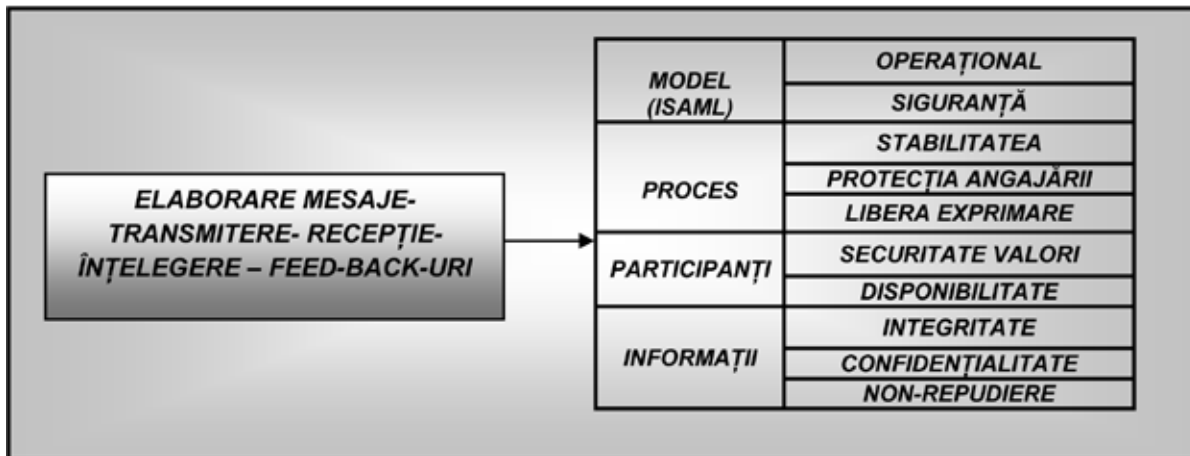 ELABORARE MESAJE-
TRANSMITERE- RECEPȚIE-
ÎNȚELEGERE – FEED-BACK-URI
MODEL
(ISAML)
OPERAȚIONAL
SIGURANȚĂ
PROCES
STABILITATEA
PROTECȚIA ANGAJĂRII
LIBERA EXPRIMARE
PARTICIPANȚI
SECURITATE VALORI
DISPONIBILITATE
INFORMAȚII
INTEGRITATE
CONFIDENȚIALITATE
NON-REPUDIERE